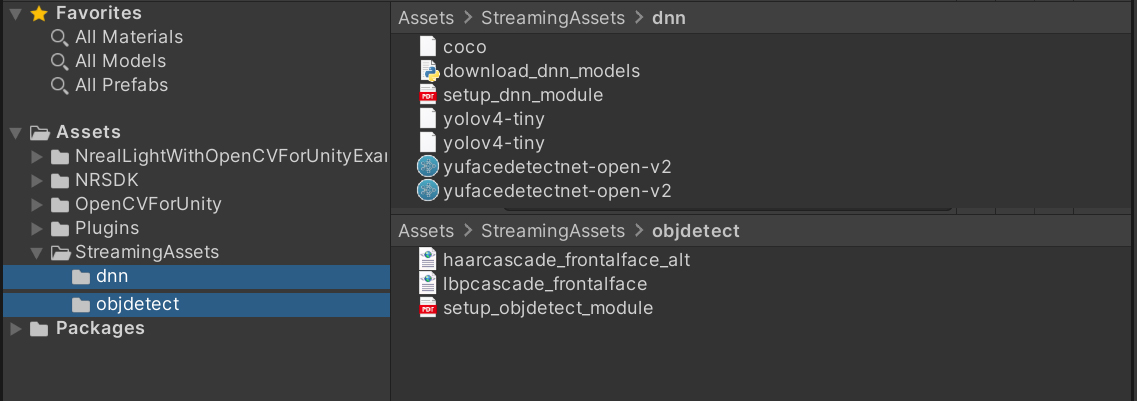 Favorites
All Materials
All Models
All Prefabs
Assets
NrealLightWithOpenCVForUnityExa
NRSDK
OpenCVForUnity
Plugins
StreamingAssets
dnn
objdetect
Packages
Assets > StreamingAssets > dnn
coco
download_dnn_models
setup_dnn_module
yolov4-tiny
yolov4-tiny
yufacedetectnet-open-v2
yufacedetectnet-open-v2
Assets > StreamingAssets > objdetect
haarcascade_frontalface_alt
lbpcascade_frontalface
setup_objdetect_module